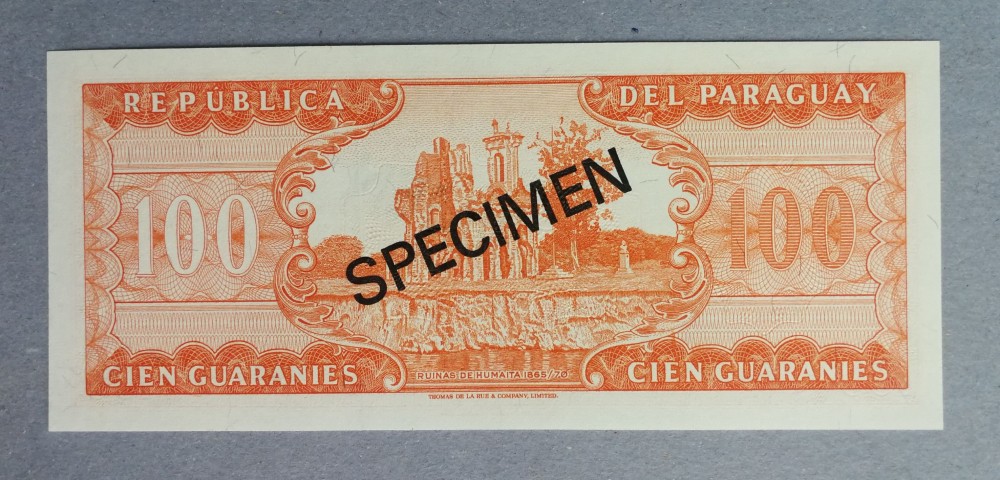 REPÚBLICA DEL PARAGUAY
100 100
SPECIMEN
CIEN GUARANIES CIEN GUARANIES
RUINAS DE HUMAITA 1865/70
THOMAS DE LA RUE & COMPANY, LIMITED.